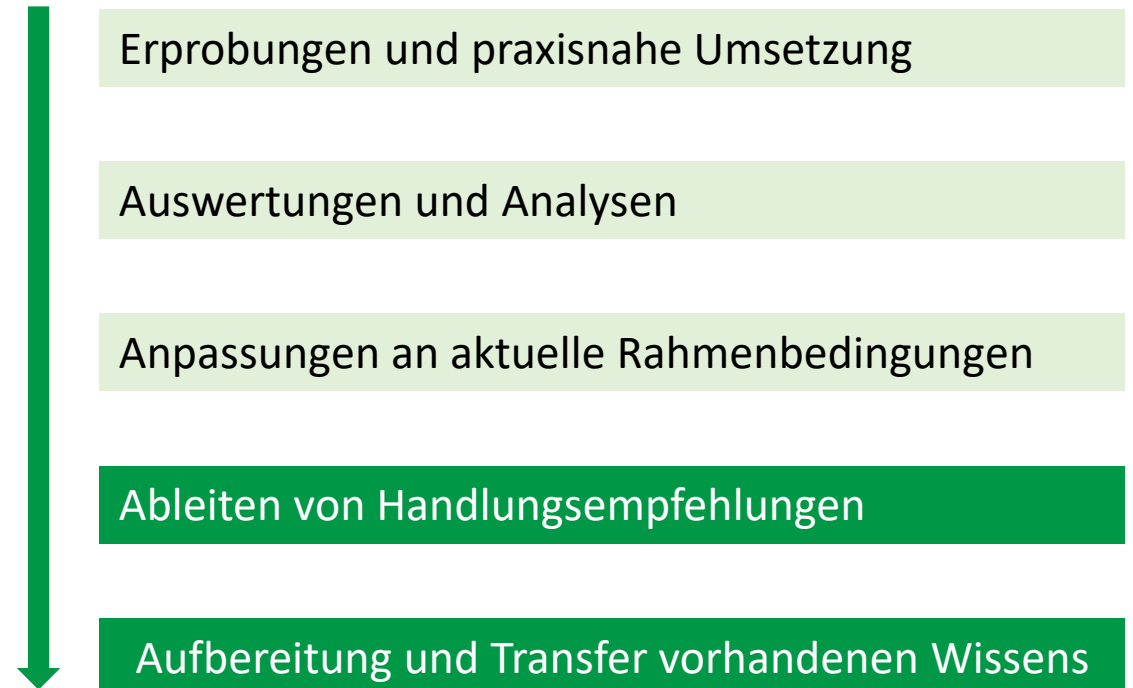 Erprobungen und praxisnahe Umsetzung
Auswertungen und Analysen
Anpassungen an aktuelle Rahmenbedingungen
Ableiten von Handlungsempfehlungen
Aufbereitung und Transfer vorhandenen Wissens